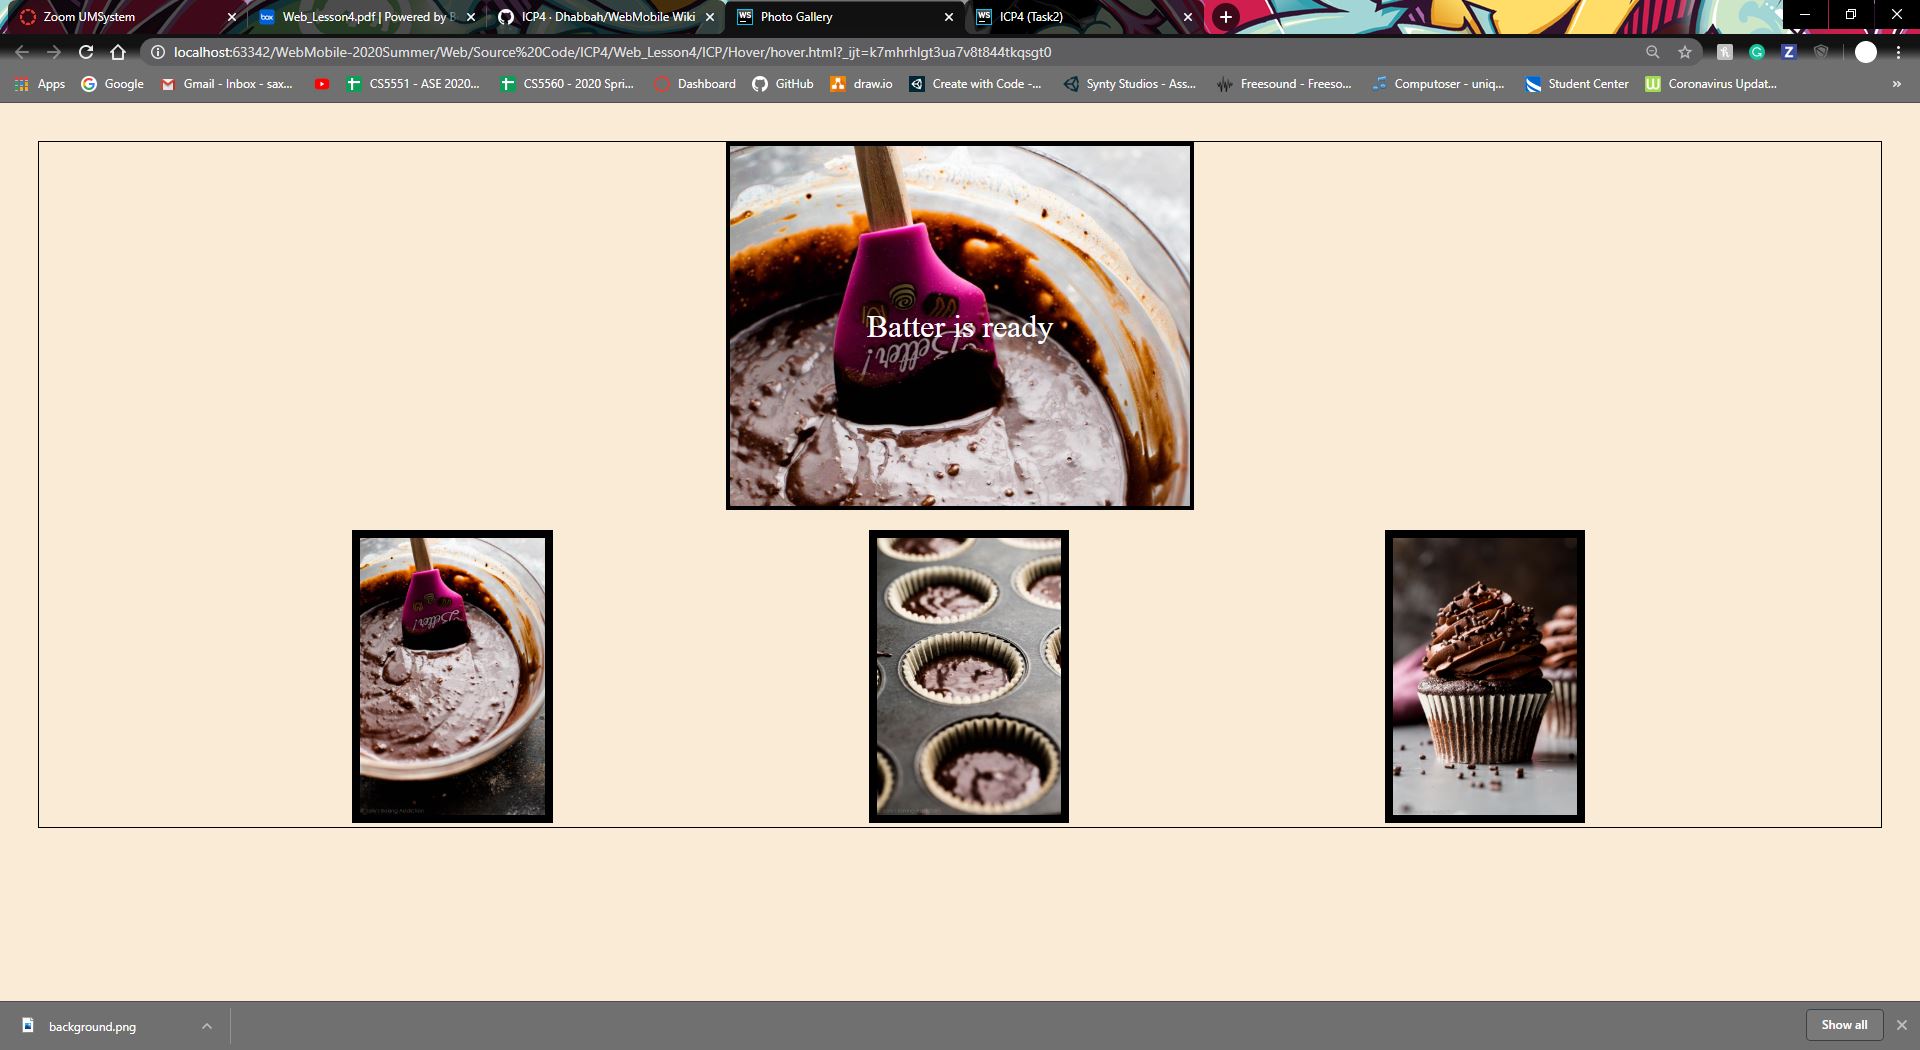 Zoom UMSystem
Web_Lesson4.pdf | Powered by B
ICP4 · Dhabbah/WebMobile Wiki
Photo Gallery
ICP4 (Task2)
localhost:63342/WebMobile-2020Summer/Web/Source%20Code/ICP4/Web_Lesson4/ICP/Hover/hover.html?_ijt=k7mhrhlgt3ua7v8t844tkqsgt0
Apps
Google
Gmail - Inbox - sax...
CS5551 - ASE 2020...
CS5560 - 2020 Spri...
Dashboard
GitHub
draw.io
Create with Code -...
Synty Studios - Ass...
Freesound - Freeso...
Computoser - uniq...
Student Center
Coronavirus Updat...
Batter is ready
Better!
Better!
background.png
Show all